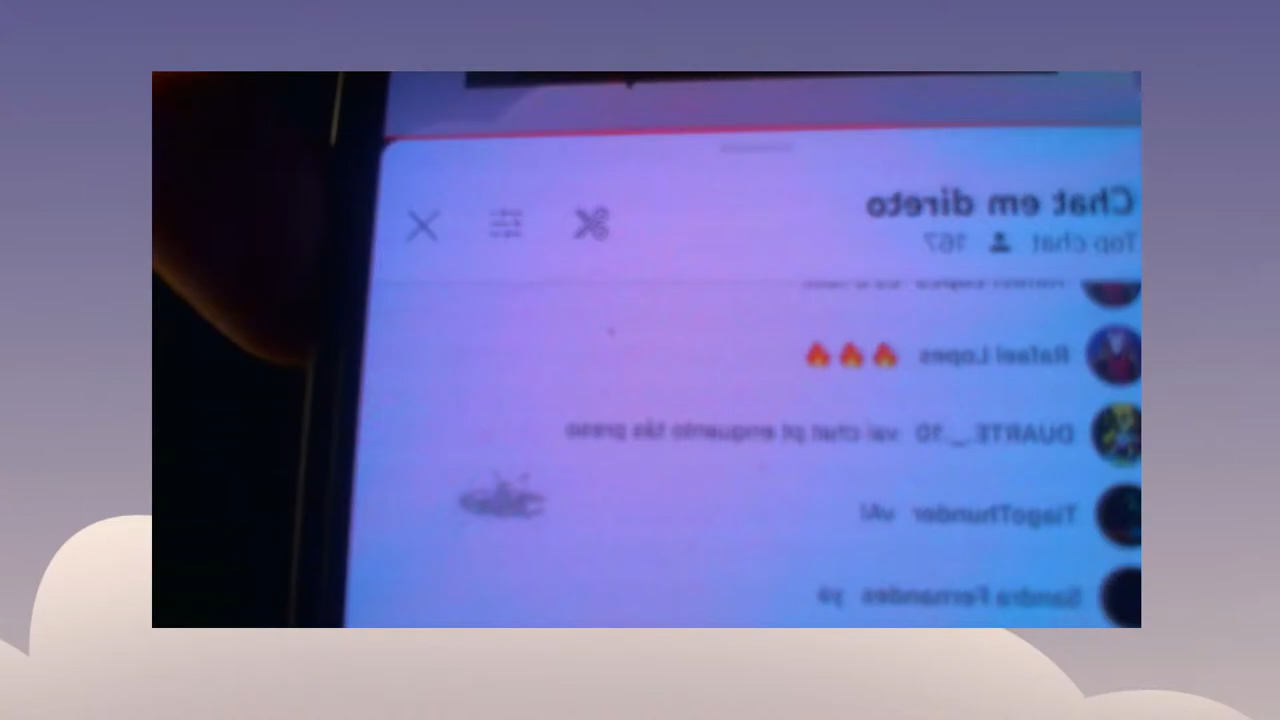 Chat em direto
Top chat 167
Rafael Lopes 🔥🔥🔥
DUARTE_._10 vai chat pt enquanto tás preso
TiagoThunder vAI
Sandra Fernandes ya